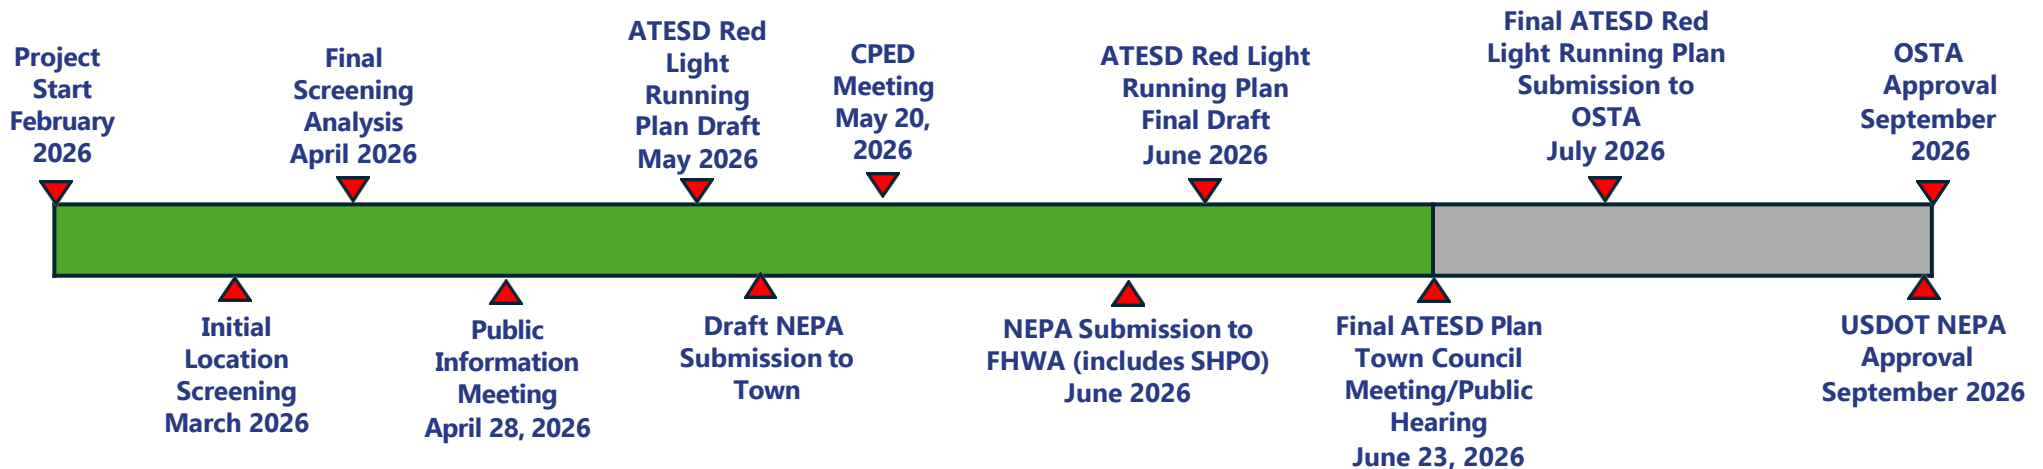 Project
Start
February
2026
Final
Screening
Analysis
April 2026
ATESD Red
Light
Running
Plan Draft
May 2026
CPED
Meeting
May 20,
2026
ATESD Red Light
Running Plan
Final Draft
June 2026
Final ATESD Red
Light Running Plan
Submission to
OSTA
July 2026
OSTA
Approval
September
2026
Initial
Location
Screening
March 2026
Public
Information
Meeting
April 28, 2026
Draft NEPA
Submission to
Town
NEPA Submission to
FHWA (includes SHPO)
June 2026
Final ATESD Plan
Town Council
Meeting/Public
Hearing
June 23, 2026
USDOT NEPA
Approval
September 2026